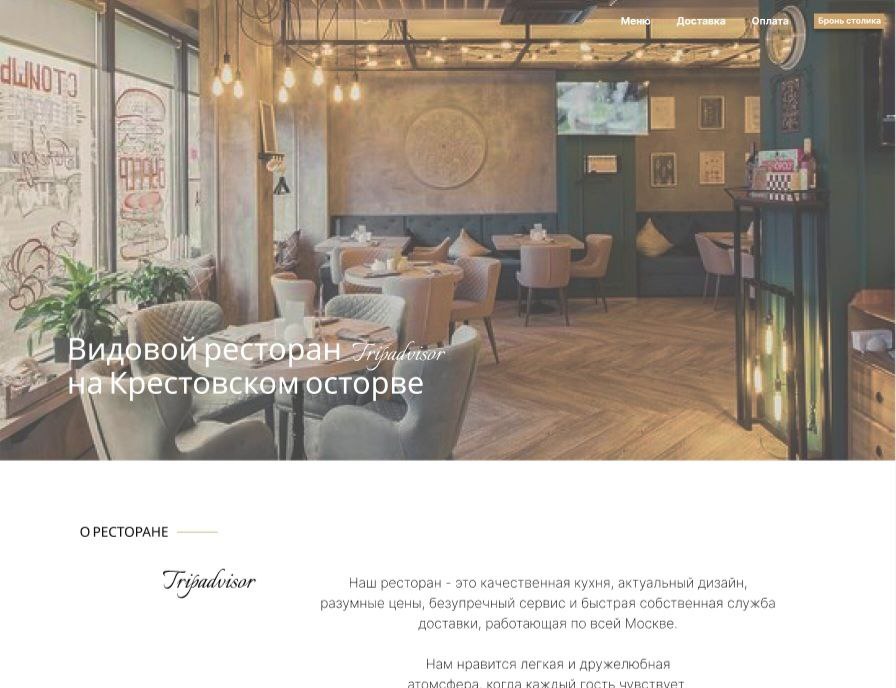 Меню Доставка Оплата Бронь столика
Видовой ресторан Tripadvisor
на Крестовском осторве
О РЕСТОРАНЕ
Tripadvisor
Наш ресторан - это качественная кухня, актуальный дизайн,
разумные цены, безупречный сервис и быстрая собственная служба
доставки, работающая по всей Москве.
Нам нравится легкая и дружелюбная
атмосфера, когда каждый гость чувствует